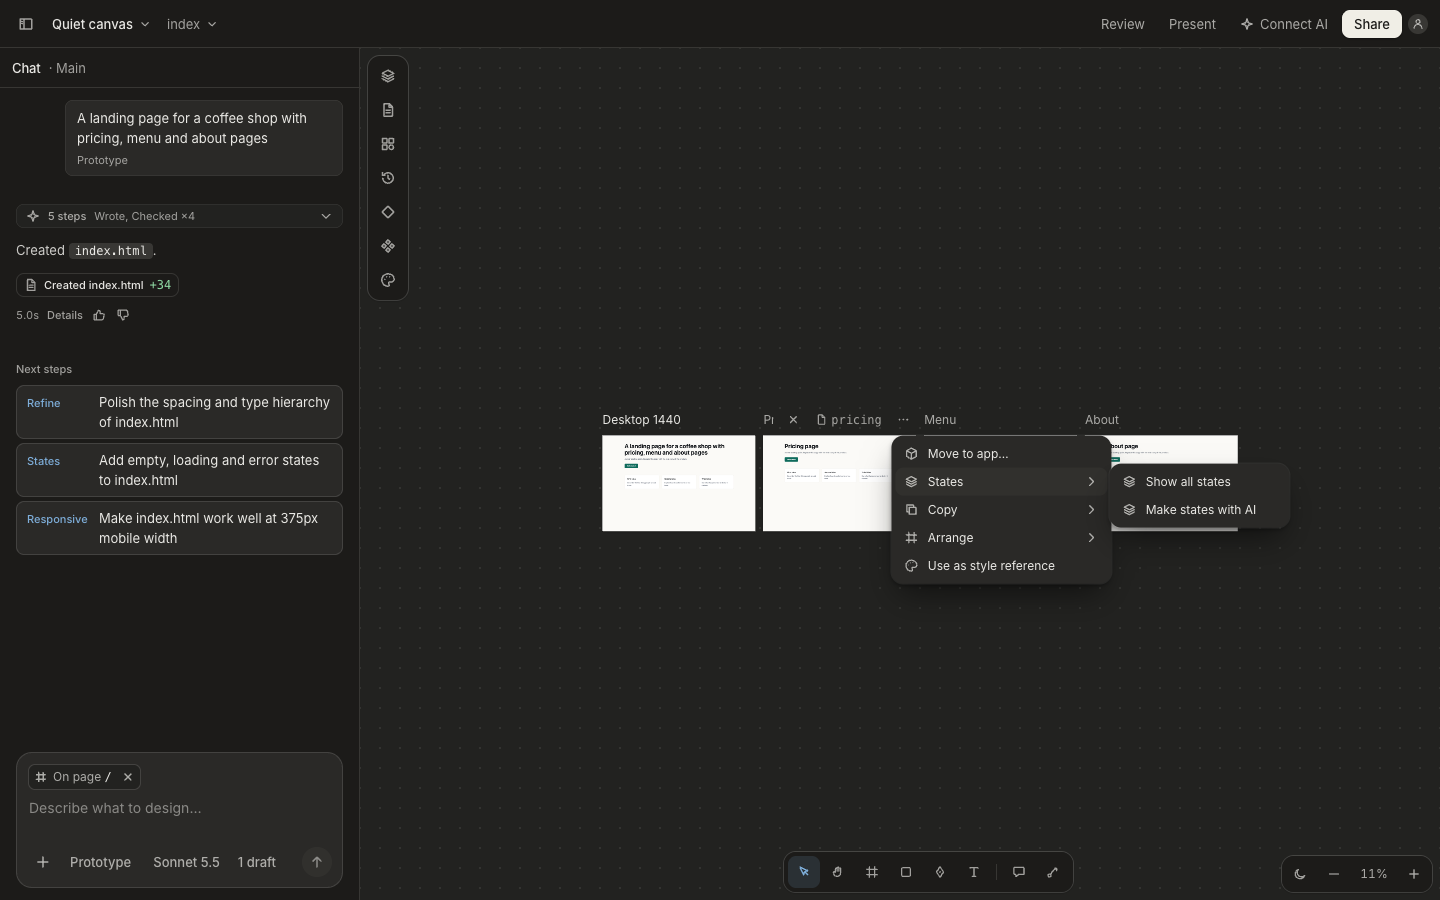 Quiet canvas
index
Review
Present
Connect AI
Share
Chat · Main
A landing page for a coffee shop with
pricing, menu and about pages
Prototype
5 steps Wrote, Checked ×4
Created index.html.
Created index.html +34
5.0s Details
Next steps
Refine Polish the spacing and type hierarchy
of index.html
States Add empty, loading and error states
to index.html
Responsive Make index.html work well at 375px
mobile width
On page /
Describe what to design...
Prototype Sonnet 5.5 1 draft
Desktop 1440
pricing
Menu
About
A landing page for a coffee shop with
pricing, menu and about pages
Pricing page
Move to app...
States
Copy
Arrange
Use as style reference
Show all states
Make states with AI
11%